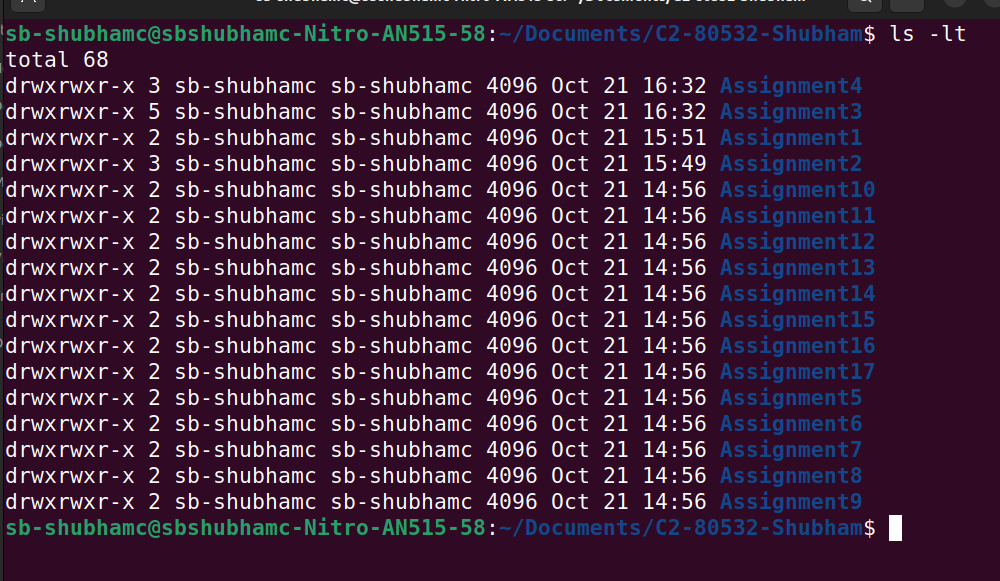 sb-shubhamc@sbshubhamc-Nitro-AN515-58:~/Documents/C2-80532-Shubham$ ls -lt
total 68
drwxrwxr-x 3 sb-shubhamc sb-shubhamc 4096 Oct 21 16:32 Assignment4
drwxrwxr-x 5 sb-shubhamc sb-shubhamc 4096 Oct 21 16:32 Assignment3
drwxrwxr-x 2 sb-shubhamc sb-shubhamc 4096 Oct 21 15:51 Assignment1
drwxrwxr-x 3 sb-shubhamc sb-shubhamc 4096 Oct 21 15:49 Assignment2
drwxrwxr-x 2 sb-shubhamc sb-shubhamc 4096 Oct 21 14:56 Assignment10
drwxrwxr-x 2 sb-shubhamc sb-shubhamc 4096 Oct 21 14:56 Assignment11
drwxrwxr-x 2 sb-shubhamc sb-shubhamc 4096 Oct 21 14:56 Assignment12
drwxrwxr-x 2 sb-shubhamc sb-shubhamc 4096 Oct 21 14:56 Assignment13
drwxrwxr-x 2 sb-shubhamc sb-shubhamc 4096 Oct 21 14:56 Assignment14
drwxrwxr-x 2 sb-shubhamc sb-shubhamc 4096 Oct 21 14:56 Assignment15
drwxrwxr-x 2 sb-shubhamc sb-shubhamc 4096 Oct 21 14:56 Assignment16
drwxrwxr-x 2 sb-shubhamc sb-shubhamc 4096 Oct 21 14:56 Assignment17
drwxrwxr-x 2 sb-shubhamc sb-shubhamc 4096 Oct 21 14:56 Assignment5
drwxrwxr-x 2 sb-shubhamc sb-shubhamc 4096 Oct 21 14:56 Assignment6
drwxrwxr-x 2 sb-shubhamc sb-shubhamc 4096 Oct 21 14:56 Assignment7
drwxrwxr-x 2 sb-shubhamc sb-shubhamc 4096 Oct 21 14:56 Assignment8
drwxrwxr-x 2 sb-shubhamc sb-shubhamc 4096 Oct 21 14:56 Assignment9
sb-shubhamc@sbshubhamc-Nitro-AN515-58:~/Documents/C2-80532-Shubham$